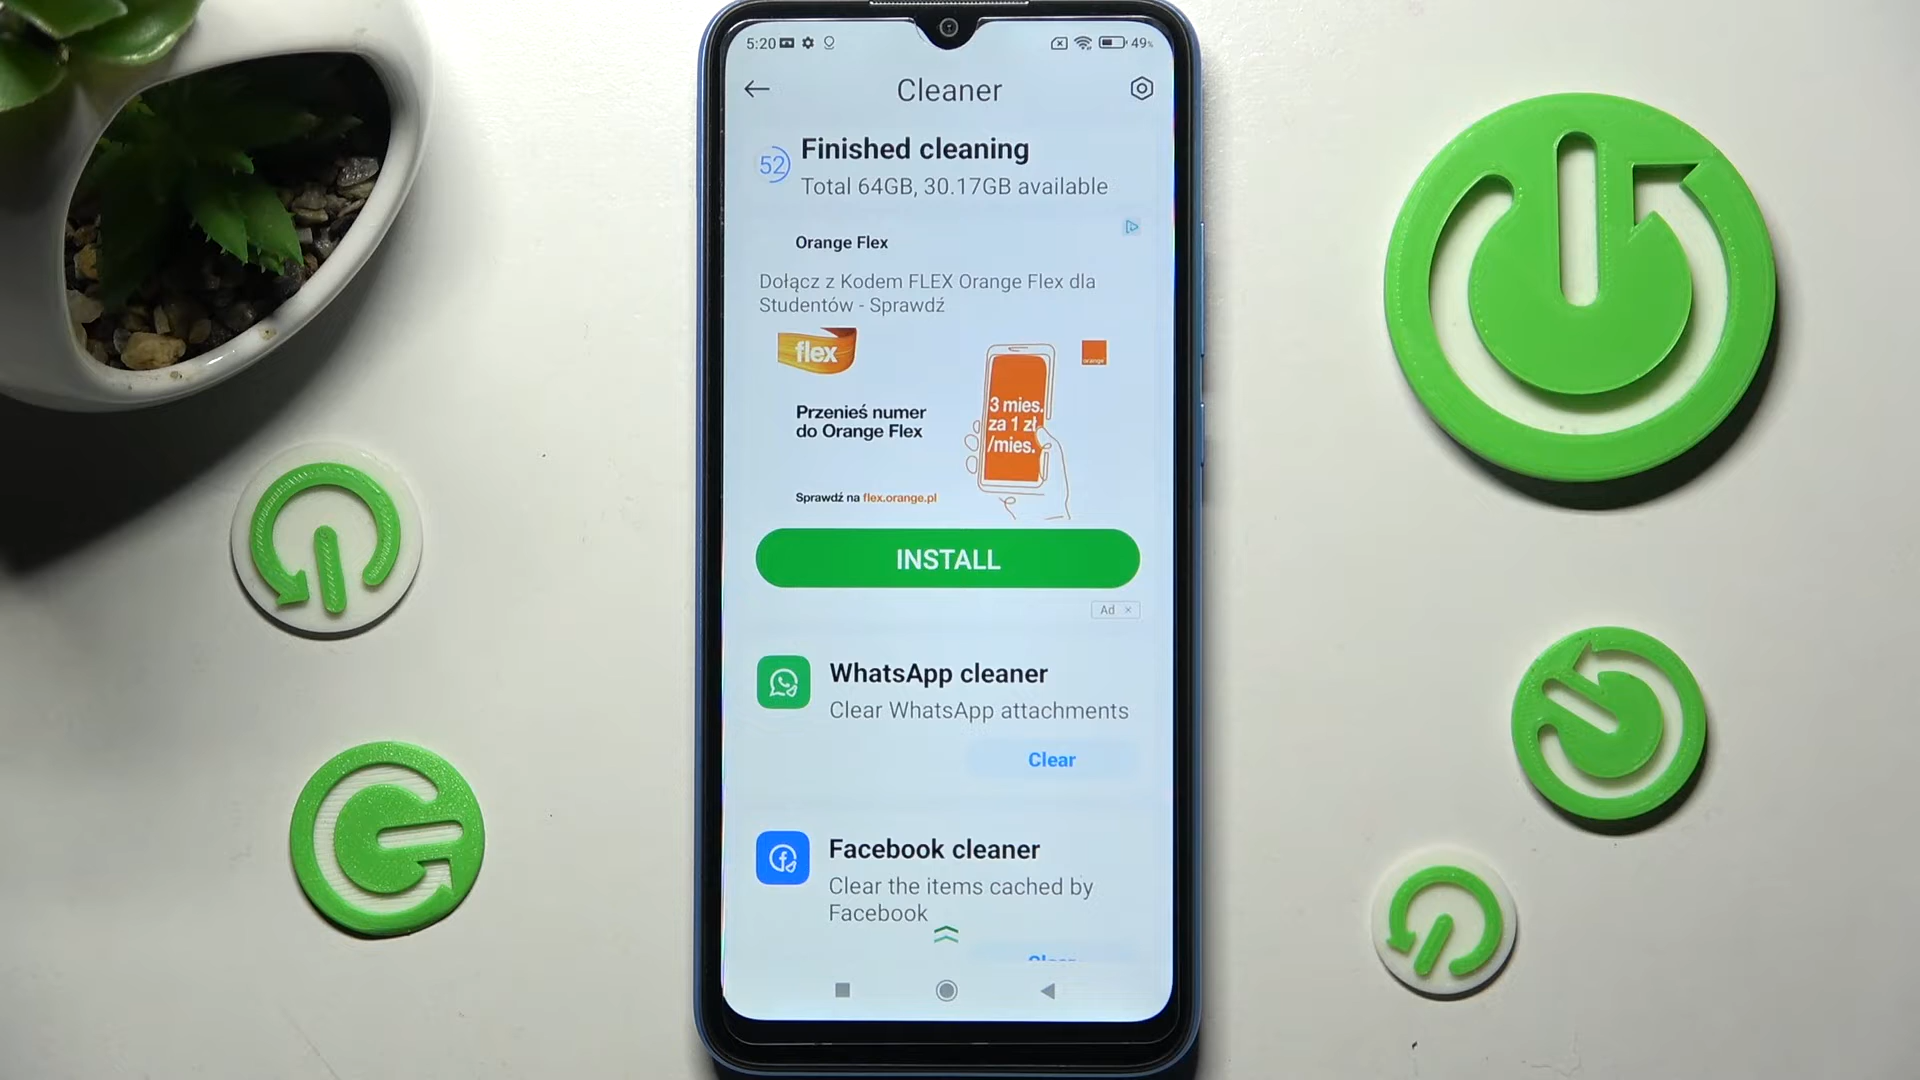 5:20
49%
Cleaner
52
Finished cleaning
Total 64GB, 30.17GB available
Orange Flex
Dołącz z Kodem FLEX Orange Flex dla
Studentów - Sprawdź
flex
orange
Przenieś numer
do Orange Flex
3 mies.
za 1 zł
/mies.
Sprawdź na flex.orange.pl
INSTALL
Ad ×
WhatsApp cleaner
Clear WhatsApp attachments
Clear
Facebook cleaner
Clear the items cached by
Facebook
Clear